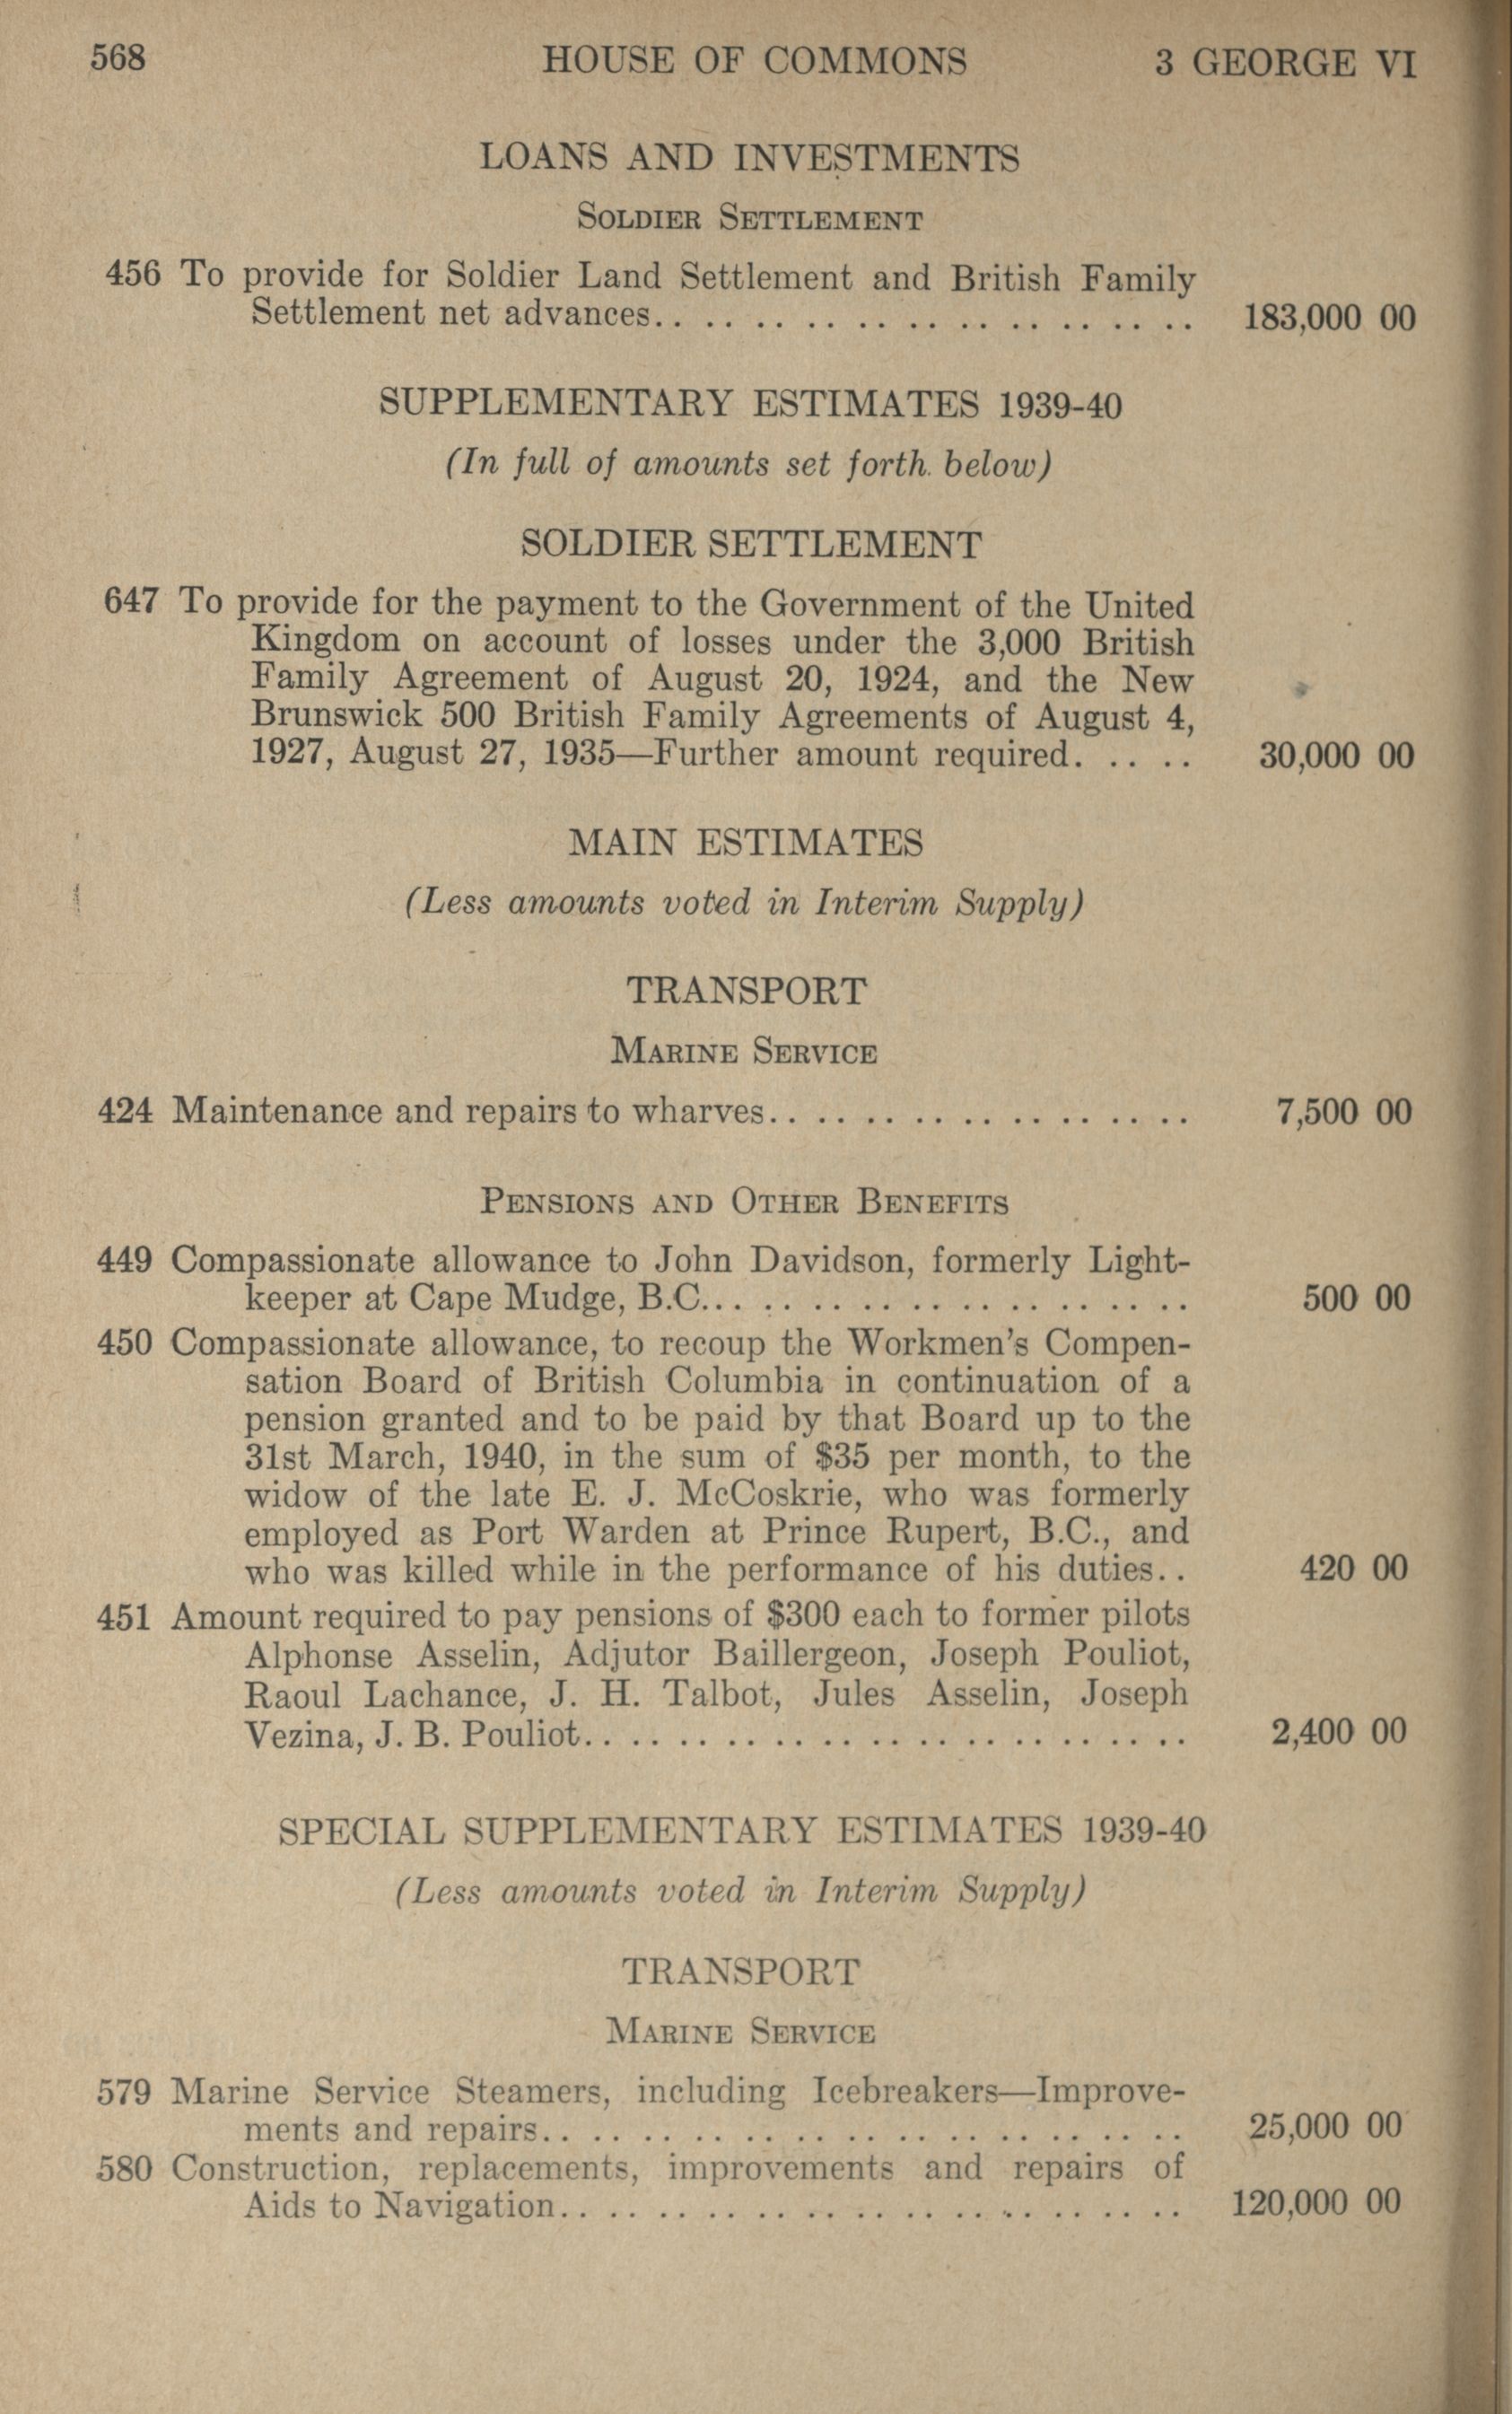 568 HOUSE OF COMMONS 3 GEORGE VI
LOANS AND INVESTMENTS
SOLDIER SETTLEMENT
456 To provide for Soldier Land Settlement and British Family
Settlement net advances.. .. .. .. .. .. .. .. .. .. .. 183,000 00
SUPPLEMENTARY ESTIMATES 1939-40
(In full of amounts set forth. below)
SOLDIER SETTLEMENT
647 To provide for the payment to the Government of the United
Kingdom on account of losses under the 3,000 British
Family Agreement of August 20, 1924, and the New
Brunswick 500 British Family Agreements of August 4,
1927, August 27, 1935—Further amount required. .. .. 30,000 00
MAIN ESTIMATES
(Less amounts voted in Interim Supply)
TRANSPORT
MARINE SERVICE
424 Maintenance and repairs to wharves.. .. .. .. .. .. .. .. .. 7,500 00
PENSIONS AND OTHER BENEFITS
449 Compassionate allowance to John Davidson, formerly Light-
keeper at Cape Mudge, B.C... .. .. .. .. .. .. .. .. .. 500 00
450 Compassionate allowance, to recoup the Workmen's Compen-
sation Board of British Columbia in continuation of a
pension granted and to be paid by that Board up to the
31st March, 1940, in the sum of $35 per month, to the
widow of the late E. J. McCoskrie, who was formerly
employed as Port Warden at Prince Rupert, B.C., and
who was killed while in the performance of his duties.. 420 00
451 Amount required to pay pensions of $300 each to former pilots
Alphonse Asselin, Adjutor Baillergeon, Joseph Pouliot,
Raoul Lachance, J. H. Talbot, Jules Asselin, Joseph
Vezina, J. B. Pouliot.. .. .. .. .. .. .. .. .. .. .. .. .. 2,400 00
SPECIAL SUPPLEMENTARY ESTIMATES 1939-40
(Less amounts voted in Interim Supply)
TRANSPORT
MARINE SERVICE
579 Marine Service Steamers, including Icebreakers—Improve-
ments and repairs.. .. .. .. .. .. .. .. .. .. .. .. .. 25,000 00
580 Construction, replacements, improvements and repairs of
Aids to Navigation.. .. .. .. .. .. .. .. .. .. .. .. .. 120,000 00